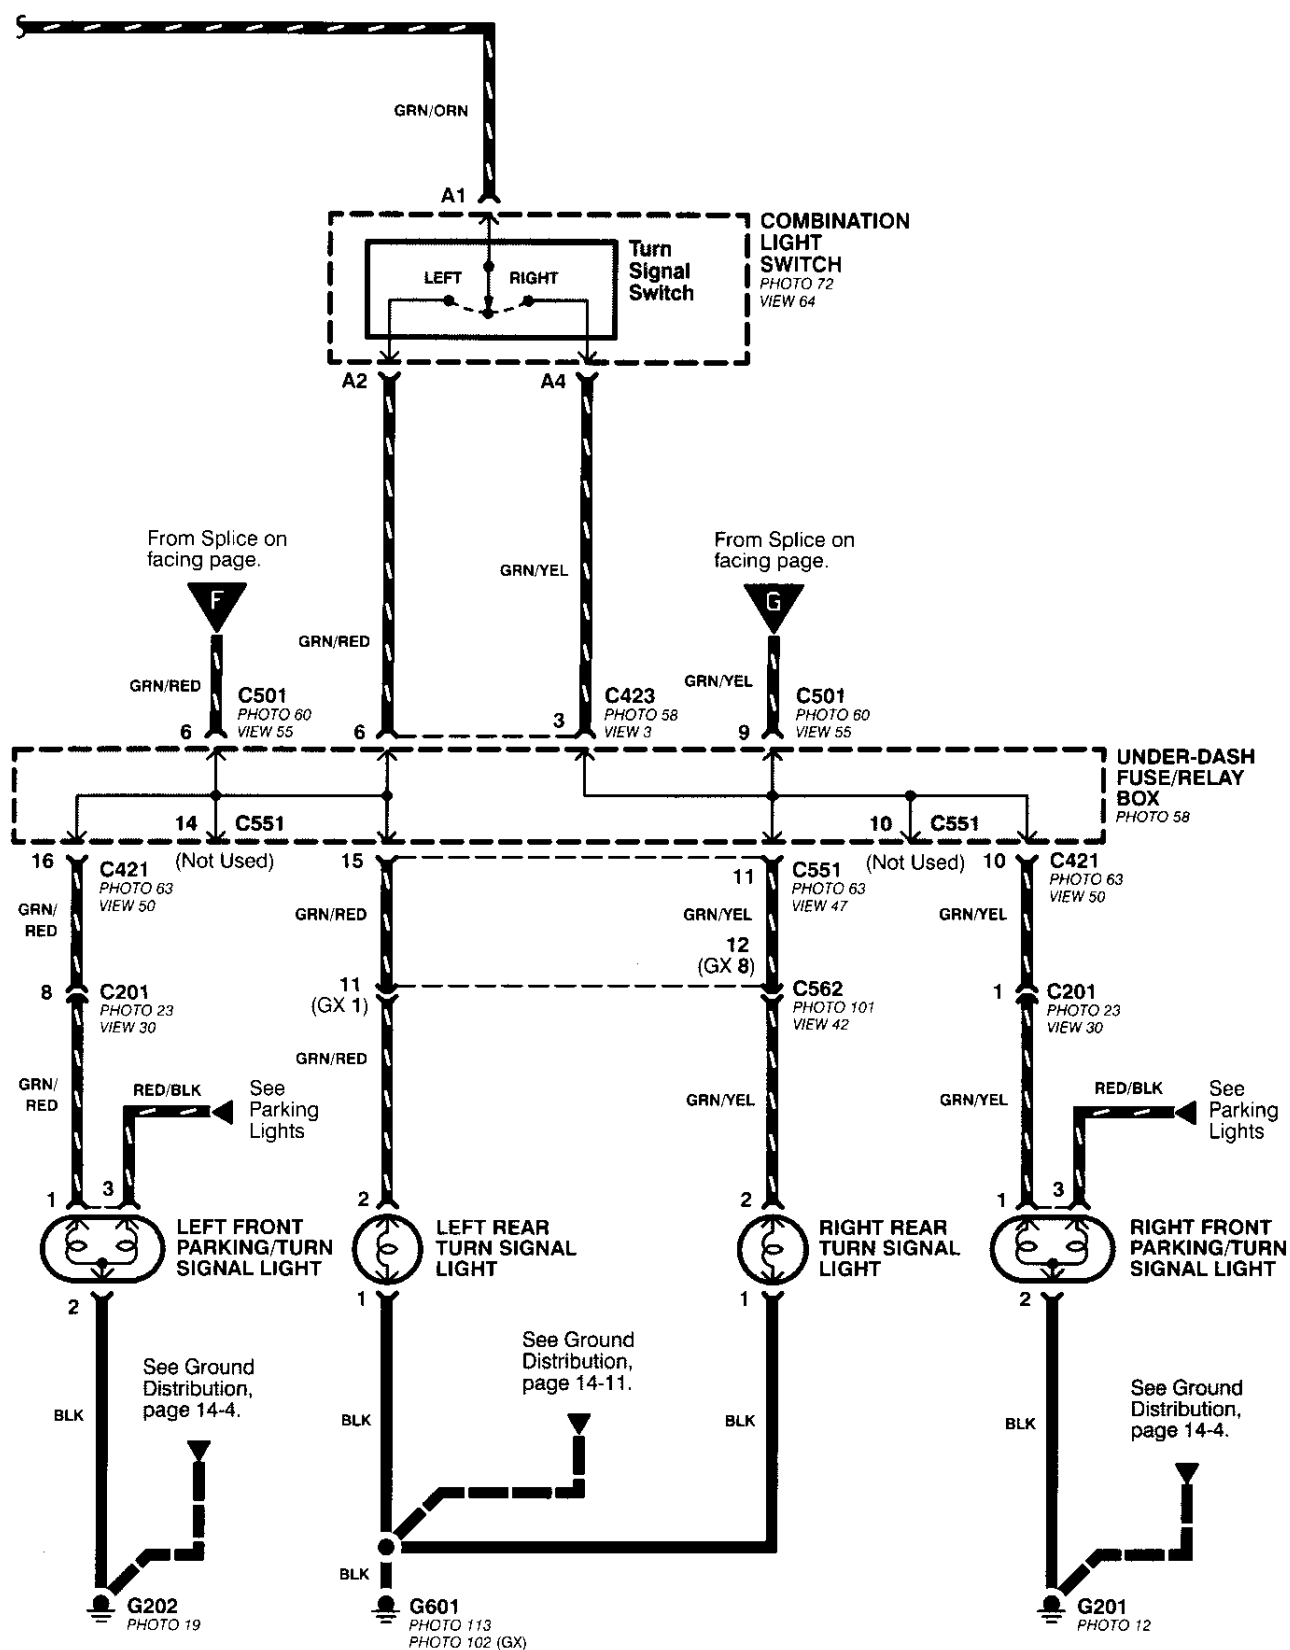 GRN/ORN
A1
COMBINATION
LIGHT
SWITCH
PHOTO 72
VIEW 64
Turn
Signal
Switch
LEFT
RIGHT
A2
A4
From Splice on
facing page.
F
From Splice on
facing page.
G
GRN/YEL
GRN/RED
GRN/RED
GRN/YEL
C501
PHOTO 60
VIEW 55
C423
PHOTO 58
VIEW 3
C501
PHOTO 60
VIEW 55
6
6
3
9
UNDER-DASH
FUSE/RELAY
BOX
PHOTO 58
14
C551
(Not Used)
10
C551
(Not Used)
16
C421
PHOTO 63
VIEW 50
15
11
C551
PHOTO 63
VIEW 47
10
C421
PHOTO 63
VIEW 50
GRN/
RED
GRN/RED
GRN/YEL
GRN/YEL
12
(GX 8)
8
C201
PHOTO 23
VIEW 30
11
(GX 1)
C562
PHOTO 101
VIEW 42
1
C201
PHOTO 23
VIEW 30
GRN/
RED
GRN/RED
GRN/YEL
GRN/YEL
RED/BLK
See
Parking
Lights
RED/BLK
See
Parking
Lights
1
3
2
2
1
3
LEFT FRONT
PARKING/TURN
SIGNAL LIGHT
LEFT REAR
TURN SIGNAL
LIGHT
RIGHT REAR
TURN SIGNAL
LIGHT
RIGHT FRONT
PARKING/TURN
SIGNAL LIGHT
2
1
1
2
See Ground
Distribution,
page 14-4.
See Ground
Distribution,
page 14-11.
See Ground
Distribution,
page 14-4.
BLK
BLK
BLK
BLK
BLK
G202
PHOTO 19
G601
PHOTO 113
PHOTO 102 (GX)
G201
PHOTO 12